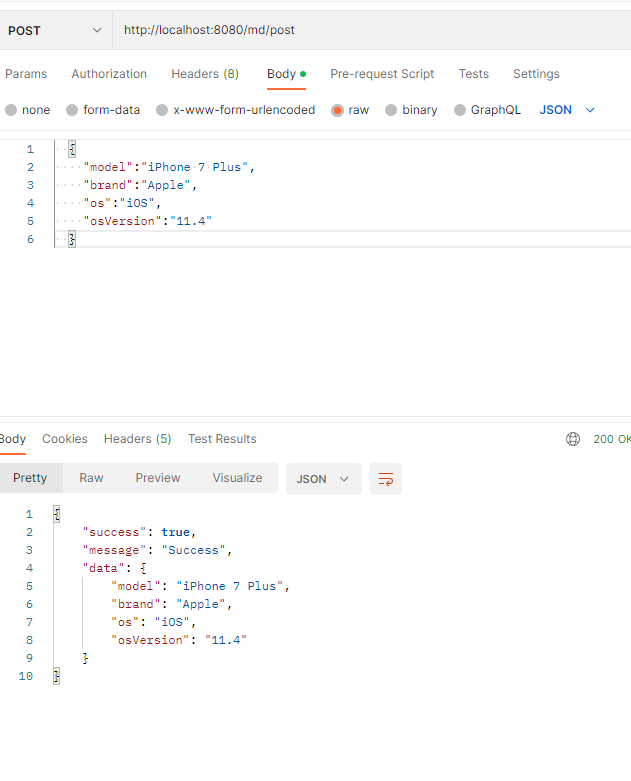 POST http://localhost:8080/md/post
Params Authorization Headers (8) Body Pre-request Script Tests Settings
none form-data x-www-form-urlencoded raw binary GraphQL JSON
1 {
2 "model":"iPhone 7 Plus",
3 "brand":"Apple",
4 "os":"iOS",
5 "osVersion":"11.4"
6 }
Body Cookies Headers (5) Test Results 200 OK
Pretty Raw Preview Visualize JSON
1 {
2 "success": true,
3 "message": "Success",
4 "data": {
5 "model": "iPhone 7 Plus",
6 "brand": "Apple",
7 "os": "iOS",
8 "osVersion": "11.4"
9 }
10 }